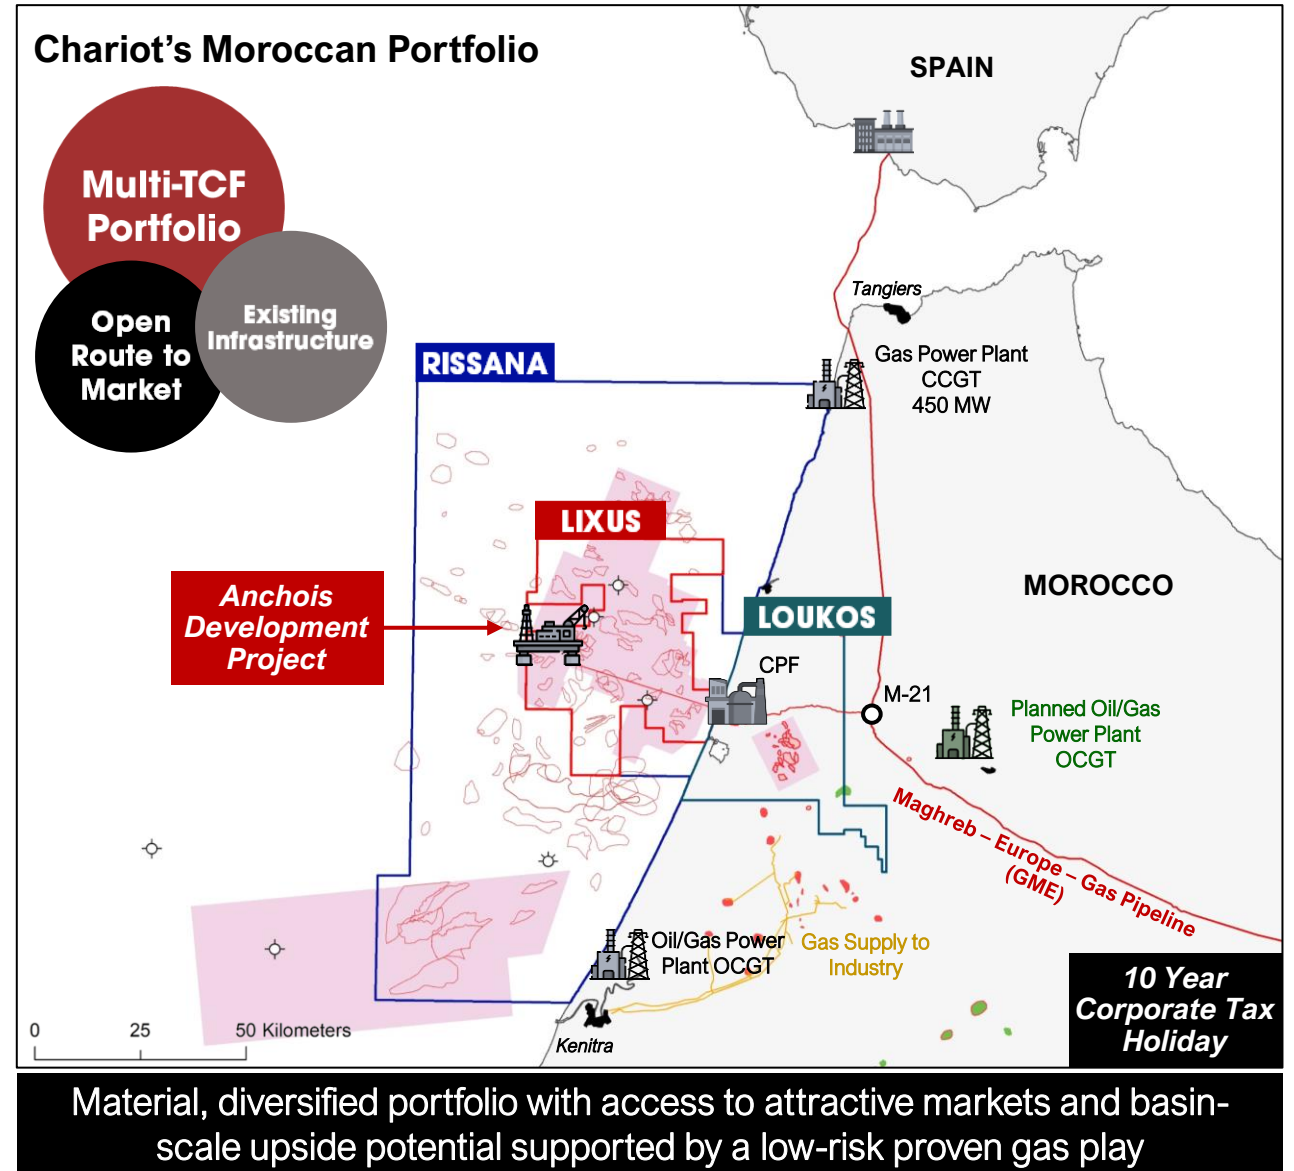 Chariot’s Moroccan Portfolio
SPAIN
Multi-TCF
Portfolio
Existing
Infrastructure
Open
Route to
Market
Tangiers
RISSANA
Gas Power Plant
CCGT
450 MW
LIXUS
Anchois
Development
Project
MOROCCO
LOUKOS
CPF
M-21
Planned Oil/Gas
Power Plant
OCGT
Maghreb – Europe – Gas Pipeline
(GME)
Oil/Gas Power
Plant OCGT
Gas Supply to
Industry
Kenitra
0 25 50 Kilometers
10 Year
Corporate Tax
Holiday
Material, diversified portfolio with access to attractive markets and basin-
scale upside potential supported by a low-risk proven gas play